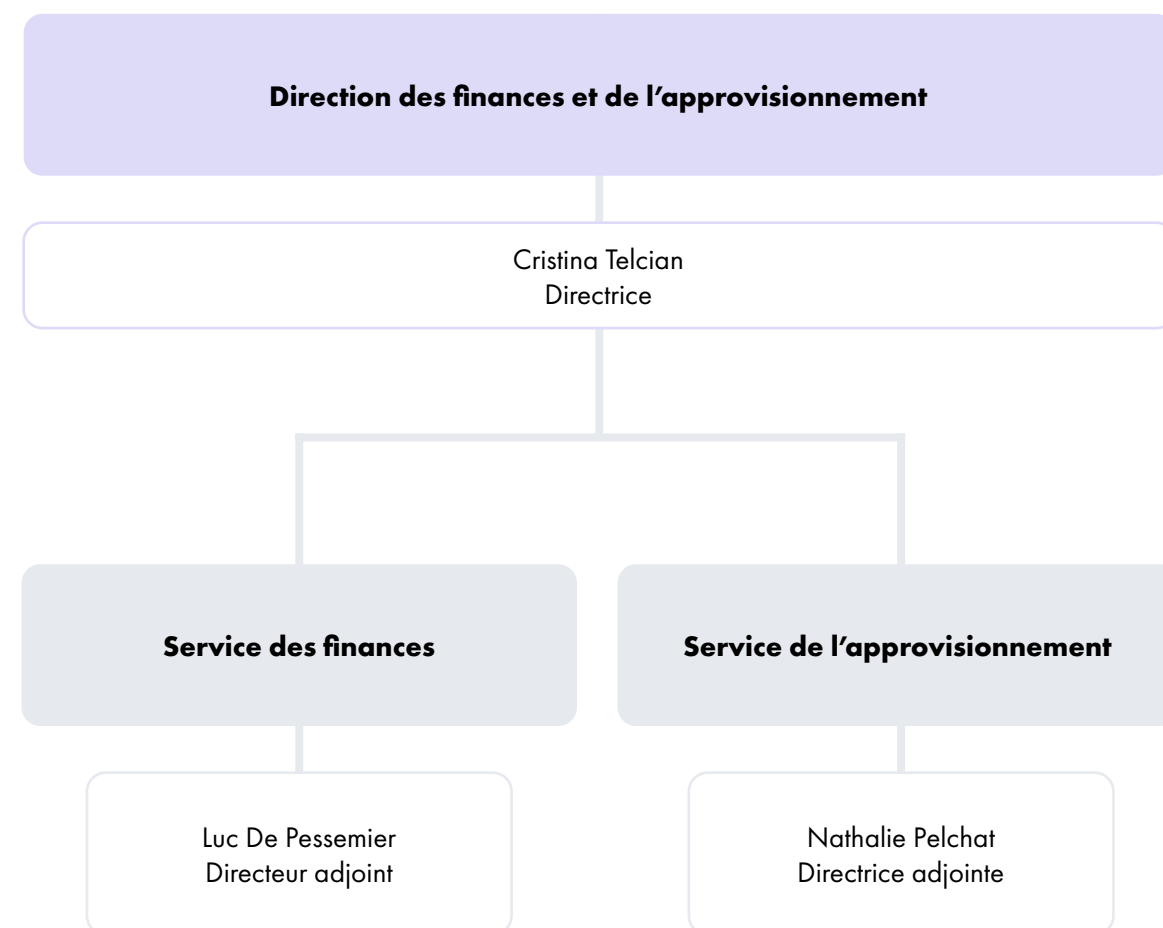 Direction des finances et de l’approvisionnement
Cristina Telcian
Directrice
Service des finances
Service de l’approvisionnement
Luc De Pessemier
Directeur adjoint
Nathalie Pelchat
Directrice adjointe